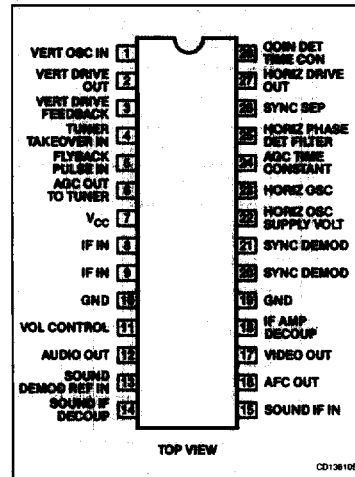 VERT OSC IN 1
VERT DRIVE
OUT 2
VERT DRIVE
FEEDBACK 3
TUNER
TAKEOVER IN 4
FLYBACK
PULSE IN 5
AGC OUT
TO TUNER 6
VCC 7
IF IN 8
IF IN 9
GND 10
VOL CONTROL 11
AUDIO OUT 12
SOUND
DEMOD REF IN 13
SOUND IF
DECOUP 14
28 COIN DET
TIME CON
27 HORIZ DRIVE
OUT
26 SYNC SEP
25 HORIZ PHASE
DET FILTER
24 AGC TIME
CONSTANT
23 HORIZ OSC
22 HORIZ OSC
SUPPLY VOLT
21 SYNC DEMOD
20 SYNC DEMOD
19 GND
18 IF AMP
DECOUP
17 VIDEO OUT
16 AFC OUT
15 SOUND IF IN
TOP VIEW